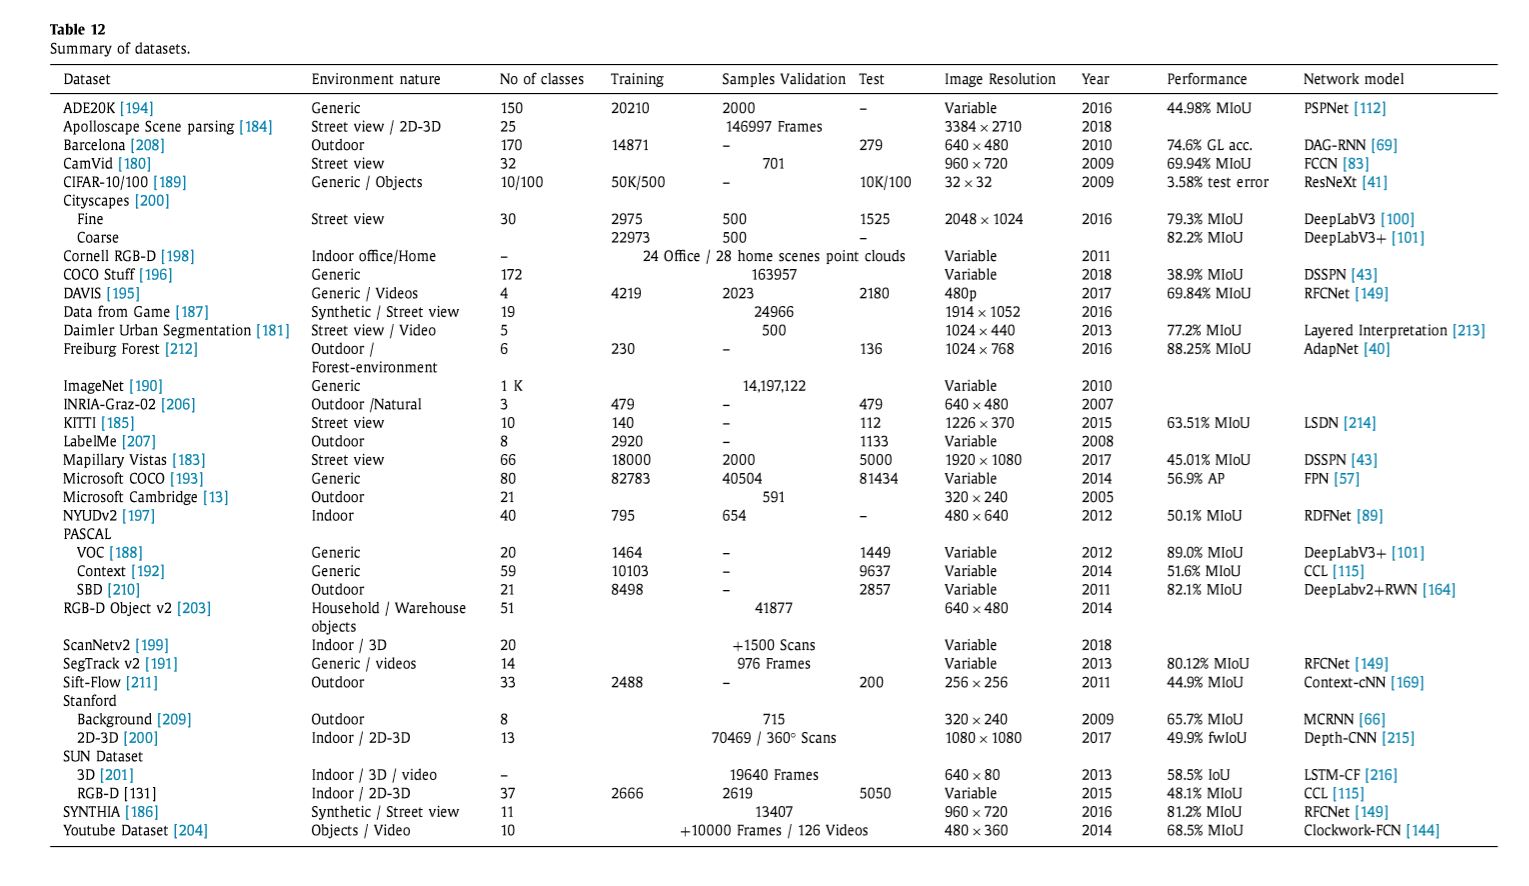 Table 12
Summary of datasets.
Dataset Environment nature No of classes Training Samples Validation Test Image Resolution Year Performance Network model
ADE20K [194] Generic 150 20210 2000 – Variable 2016 44.98% MIoU PSPNet [112]
Apolloscape Scene parsing [184] Street view / 2D-3D 25 146997 Frames 3384 × 2710 2018
Barcelona [208] Outdoor 170 14871 – 279 640 × 480 2010 74.6% GL acc. DAG-RNN [69]
CamVid [180] Street view 32 701 960 × 720 2009 69.94% MIoU FCCN [83]
CIFAR-10/100 [189] Generic / Objects 10/100 50K/500 – 10K/100 32 × 32 2009 3.58% test error ResNeXt [41]
Cityscapes [200]
Fine Street view 30 2975 500 1525 2048 × 1024 2016 79.3% MIoU DeepLabV3 [100]
Coarse 22973 500 – 82.2% MIoU DeepLabV3+ [101]
Cornell RGB-D [198] Indoor office/Home – 24 Office / 28 home scenes point clouds Variable 2011
COCO Stuff [196] Generic 172 163957 Variable 2018 38.9% MIoU DSSPN [43]
DAVIS [195] Generic / Videos 4 4219 2023 2180 480p 2017 69.84% MIoU RFCNet [149]
Data from Game [187] Synthetic / Street view 19 24966 1914 × 1052 2016
Daimler Urban Segmentation [181] Street view / Video 5 500 1024 × 440 2013 77.2% MIoU Layered Interpretation [213]
Freiburg Forest [212] Outdoor / 6 230 – 136 1024 × 768 2016 88.25% MIoU AdapNet [40]
Forest-environment
ImageNet [190] Generic 1 K 14,197,122 Variable 2010
INRIA-Graz-02 [206] Outdoor /Natural 3 479 – 479 640 × 480 2007
KITTI [185] Street view 10 140 – 112 1226 × 370 2015 63.51% MIoU LSDN [214]
LabelMe [207] Outdoor 8 2920 – 1133 Variable 2008
Mapillary Vistas [183] Street view 66 18000 2000 5000 1920 × 1080 2017 45.01% MIoU DSSPN [43]
Microsoft COCO [193] Generic 80 82783 40504 81434 Variable 2014 56.9% AP FPN [57]
Microsoft Cambridge [13] Outdoor 21 591 320 × 240 2005
NYUDv2 [197] Indoor 40 795 654 – 480 × 640 2012 50.1% MIoU RDFNet [89]
PASCAL
VOC [188] Generic 20 1464 – 1449 Variable 2012 89.0% MIoU DeepLabV3+ [101]
Context [192] Generic 59 10103 – 9637 Variable 2014 51.6% MIoU CCL [115]
SBD [210] Outdoor 21 8498 – 2857 Variable 2011 82.1% MIoU DeepLabv2+RWN [164]
RGB-D Object v2 [203] Household / Warehouse 51 41877 640 × 480 2014
objects
ScanNetv2 [199] Indoor / 3D 20 +1500 Scans Variable 2018
SegTrack v2 [191] Generic / videos 14 976 Frames Variable 2013 80.12% MIoU RFCNet [149]
Sift-Flow [211] Outdoor 33 2488 – 200 256 × 256 2011 44.9% MIoU Context-cNN [169]
Stanford
Background [209] Outdoor 8 715 320 × 240 2009 65.7% MIoU MCRNN [66]
2D-3D [200] Indoor / 2D-3D 13 70469 / 360° Scans 1080 × 1080 2017 49.9% fwIoU Depth-CNN [215]
SUN Dataset
3D [201] Indoor / 3D / video – 19640 Frames 640 × 80 2013 58.5% IoU LSTM-CF [216]
RGB-D [131] Indoor / 2D-3D 37 2666 2619 5050 Variable 2015 48.1% MIoU CCL [115]
SYNTHIA [186] Synthetic / Street view 11 13407 960 × 720 2016 81.2% MIoU RFCNet [149]
Youtube Dataset [204] Objects / Video 10 +10000 Frames / 126 Videos 480 × 360 2014 68.5% MIoU Clockwork-FCN [144]